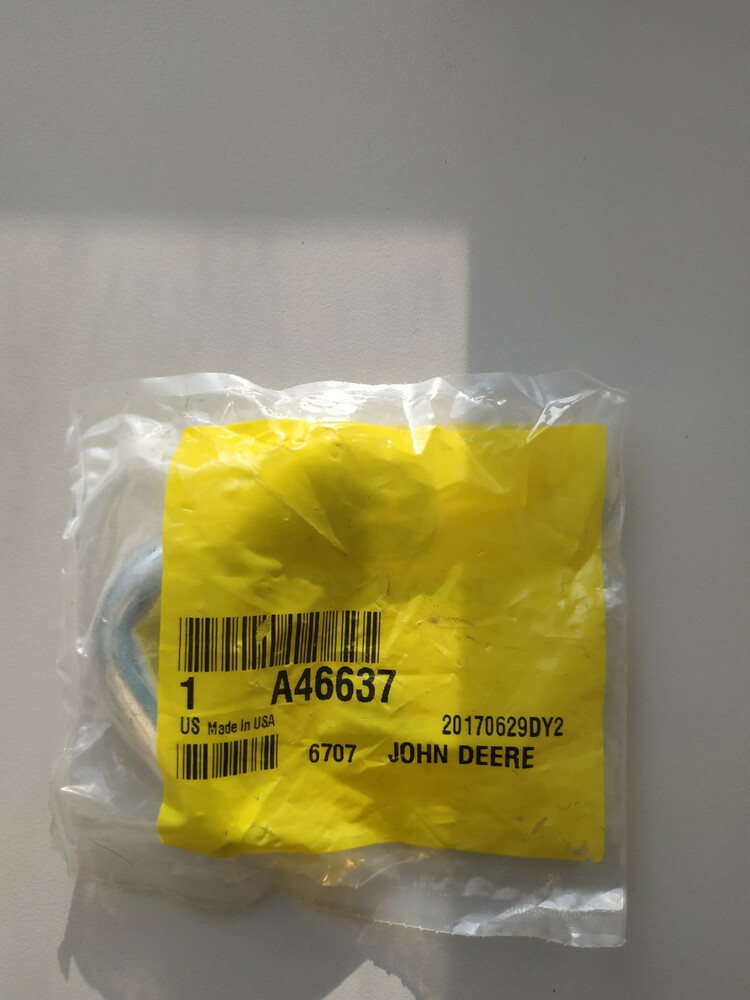 1 A46637
US Made In USA 20170629DY2
6707 JOHN DEERE